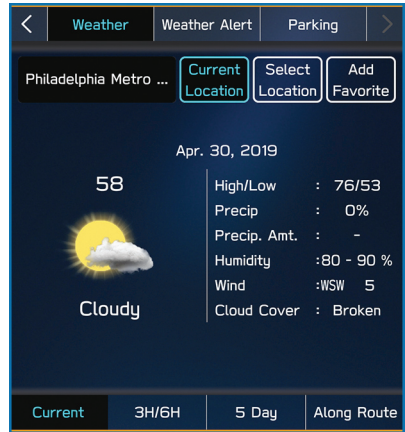 Weather Weather Alert Parking
Philadelphia Metro ... Current Location Select Location Add Favorite
Apr. 30, 2019
58
High/Low : 76/53
Precip : 0%
Precip. Amt. : -
Humidity :80 - 90 %
Wind :WSW 5
Cloud Cover : Broken
Cloudy
Current 3H/6H 5 Day Along Route